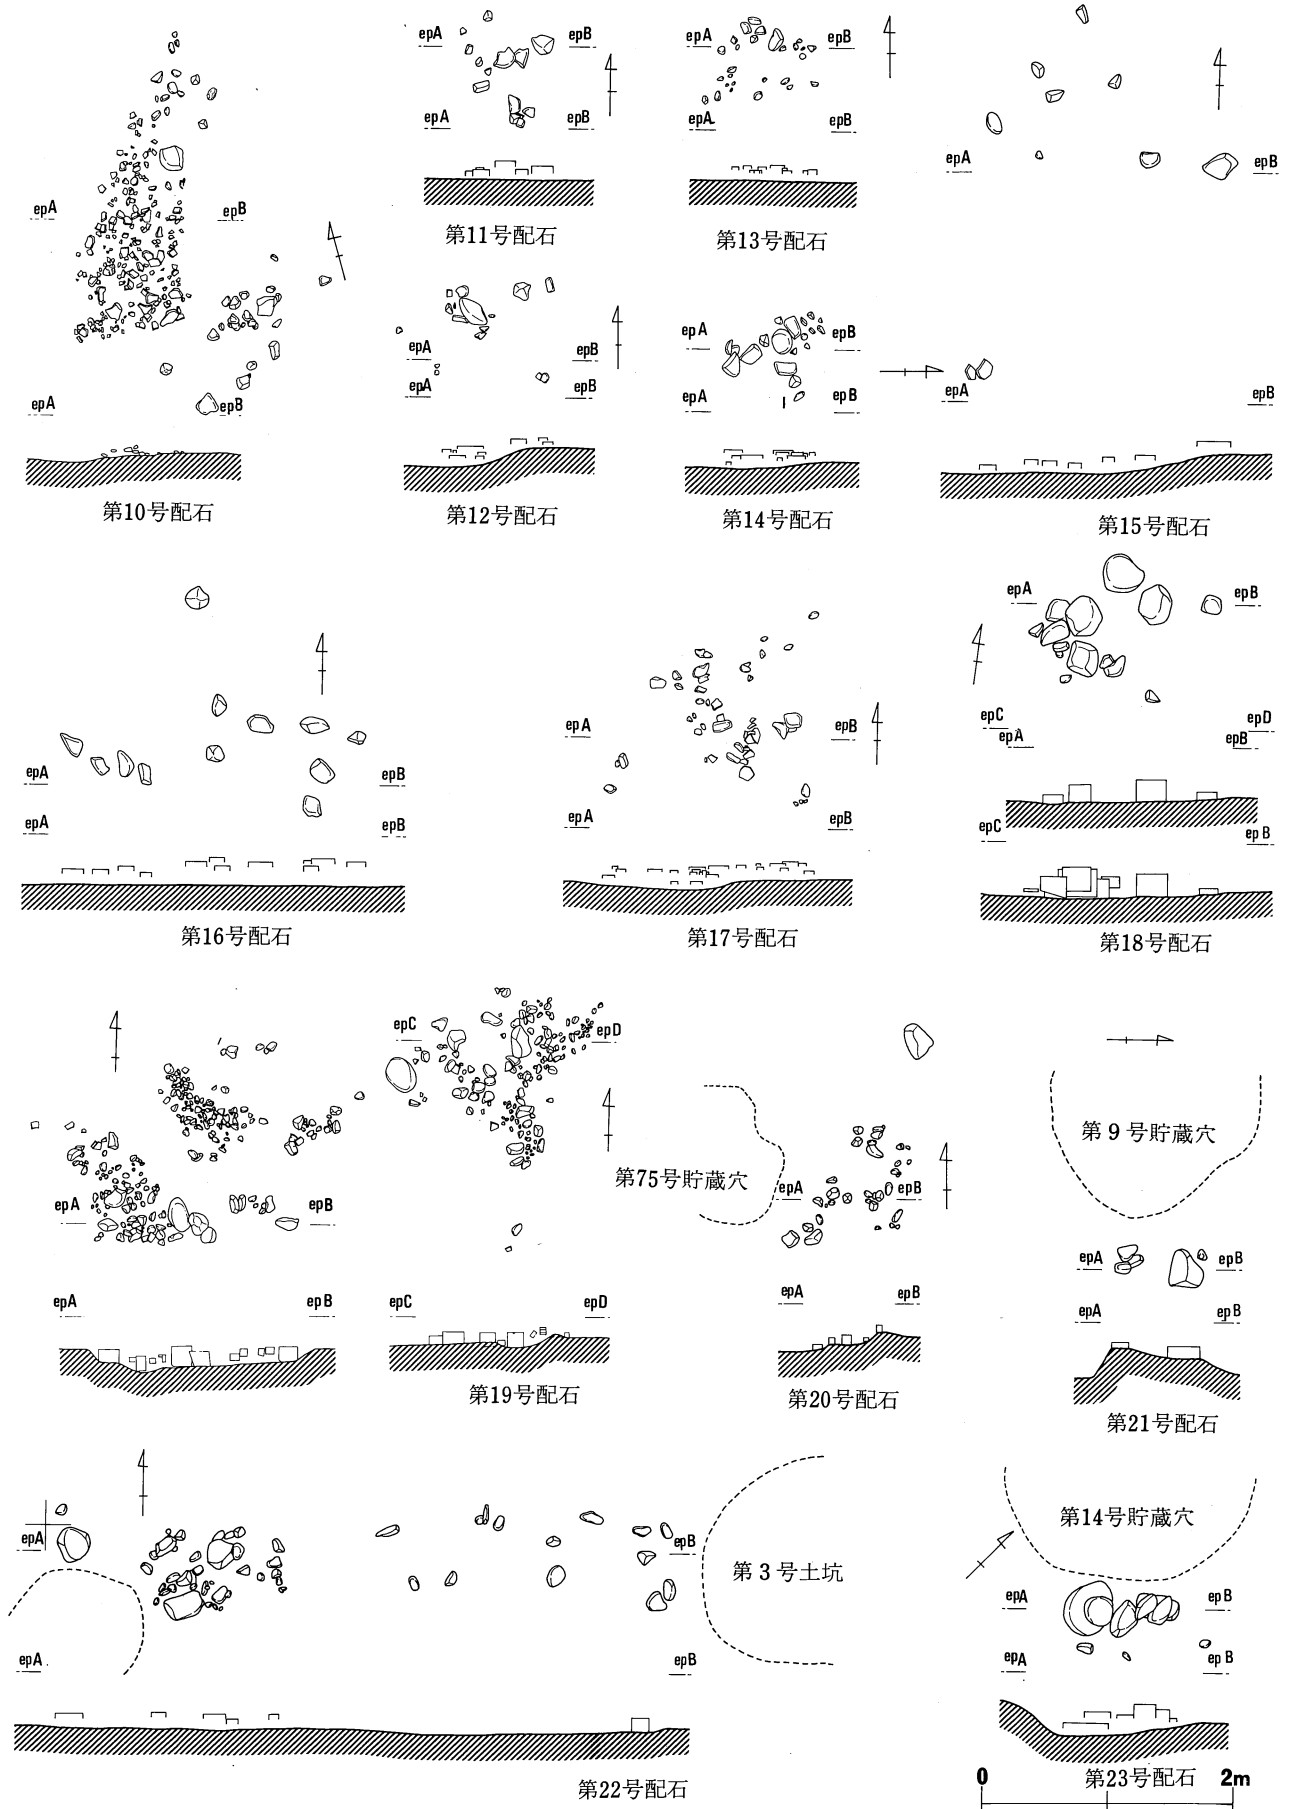 epA epB
epA epB
第10号配石
epA epB
epA epB
第11号配石
epA epB
epA epB
第12号配石
epA epB
epA epB
第13号配石
epA epB
epA epB
第14号配石
epA epB
epA epB
第15号配石
epA epB
epA epB
第16号配石
epA epB
epA epB
第17号配石
epA epB
epC epD
epA epB
epC epB
第18号配石
epC epD
epA epB
epA epB
epC epD
第19号配石
第75号貯蔵穴
epA epB
epA epB
第20号配石
第9号貯蔵穴
epA epB
epA epB
第21号配石
epA epB
第3号土坑
epA epB
第22号配石
第14号貯蔵穴
epA epB
epA epB
第23号配石
0 2m